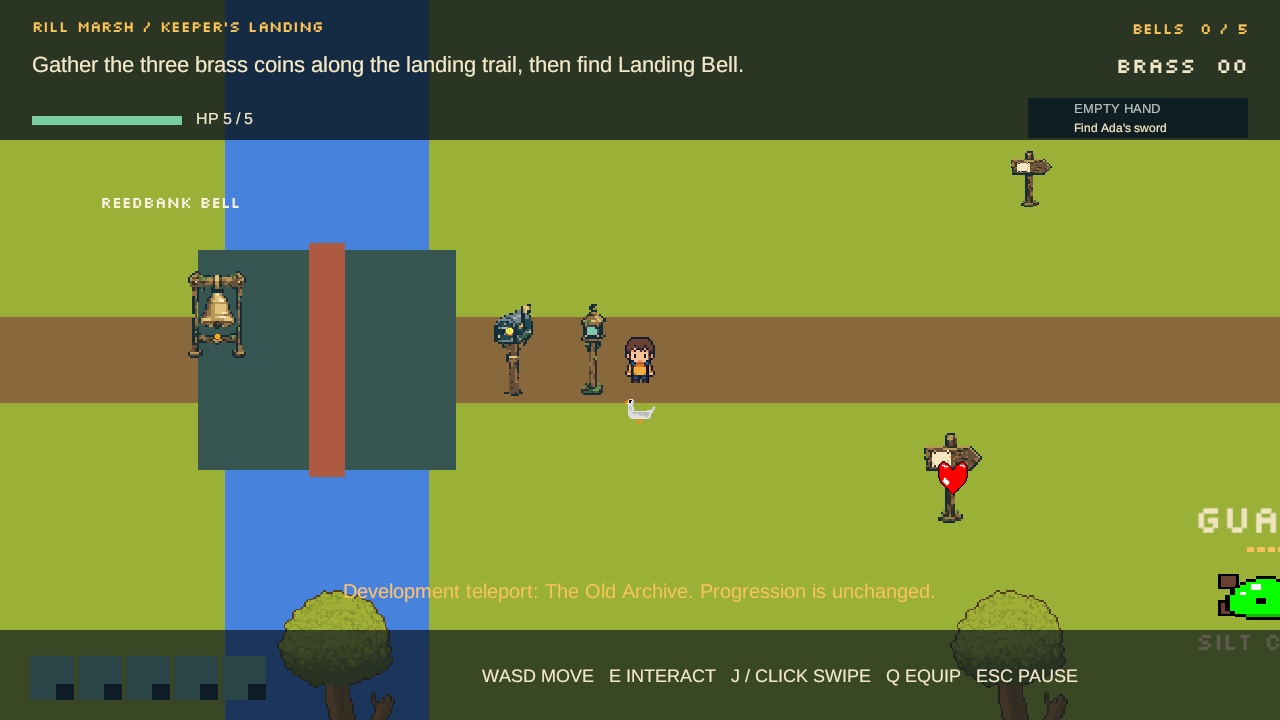 RILL MARSH / KEEPER'S LANDING
BELLS 0 / 5
Gather the three brass coins along the landing trail, then find Landing Bell.
BRASS 00
HP 5 / 5
EMPTY HAND
Find Ada's sword
REEDBANK BELL
GUA
Development teleport: The Old Archive. Progression is unchanged.
SILT C
WASD MOVE E INTERACT J / CLICK SWIPE Q EQUIP ESC PAUSE